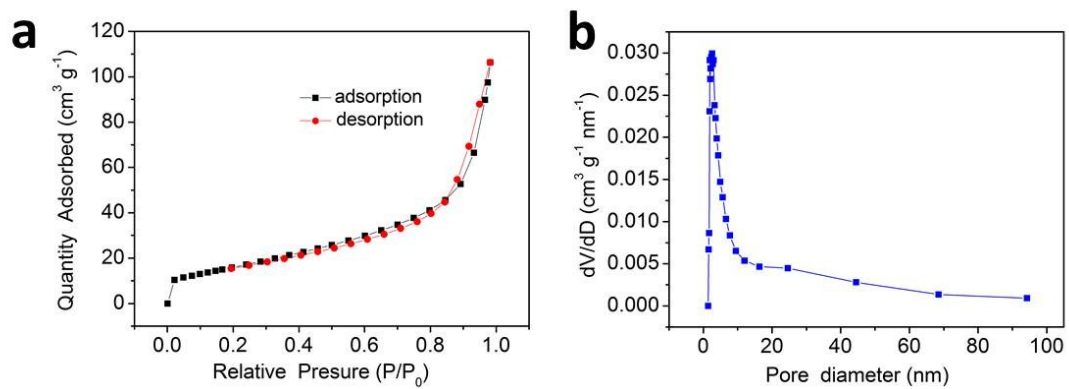 a
Quantity Adsorbed (cm³ g⁻¹)
120
100
80
60
40
20
0
adsorption
desorption
0.0 0.2 0.4 0.6 0.8 1.0
Relative Presure (P/P₀)
b
dV/dD (cm³ g⁻¹ nm⁻¹)
0.030
0.025
0.020
0.015
0.010
0.005
0.000
0 20 40 60 80 100
Pore diameter (nm)